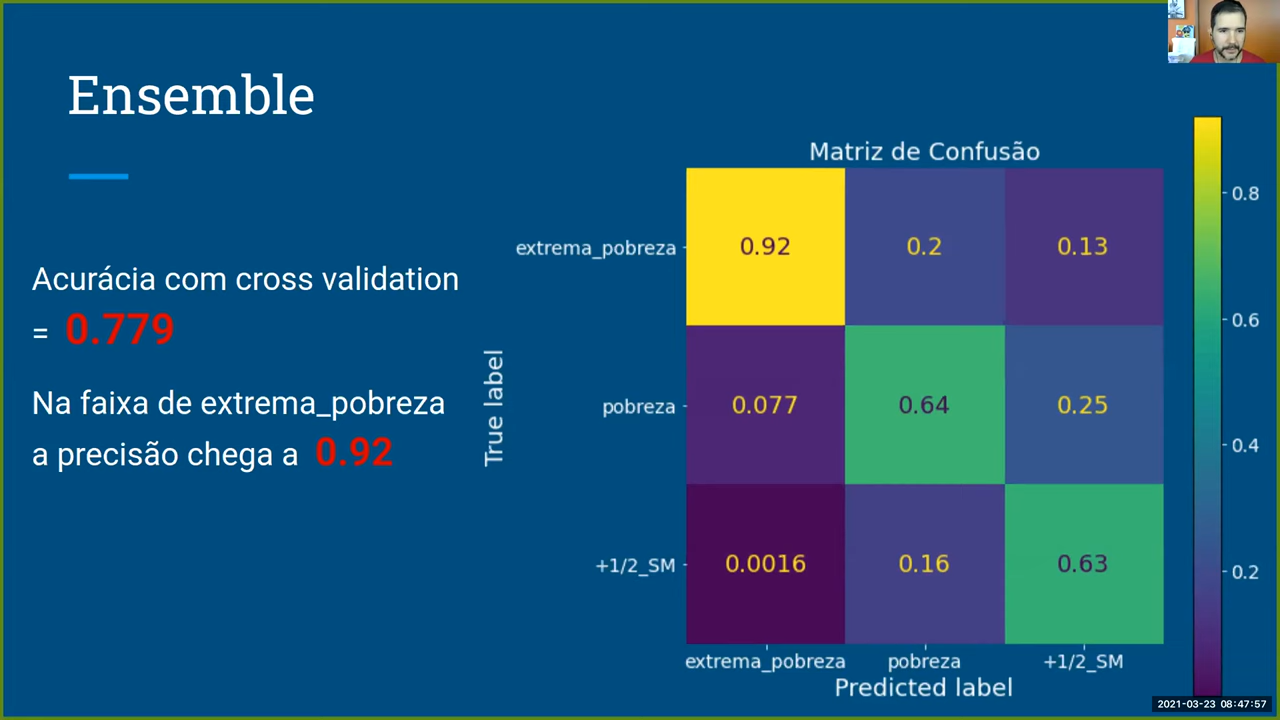 Ensemble
Acurácia com cross validation
= 0.779
Na faixa de extrema_pobreza
a precisão chega a 0.92
Matriz de Confusão
True label
extrema_pobreza
0.92
0.2
0.13
pobreza
0.077
0.64
0.25
+1/2_SM
0.0016
0.16
0.63
extrema_pobreza
pobreza
+1/2_SM
Predicted label
0.8
0.6
0.4
0.2
2021-03-23 08:47:57